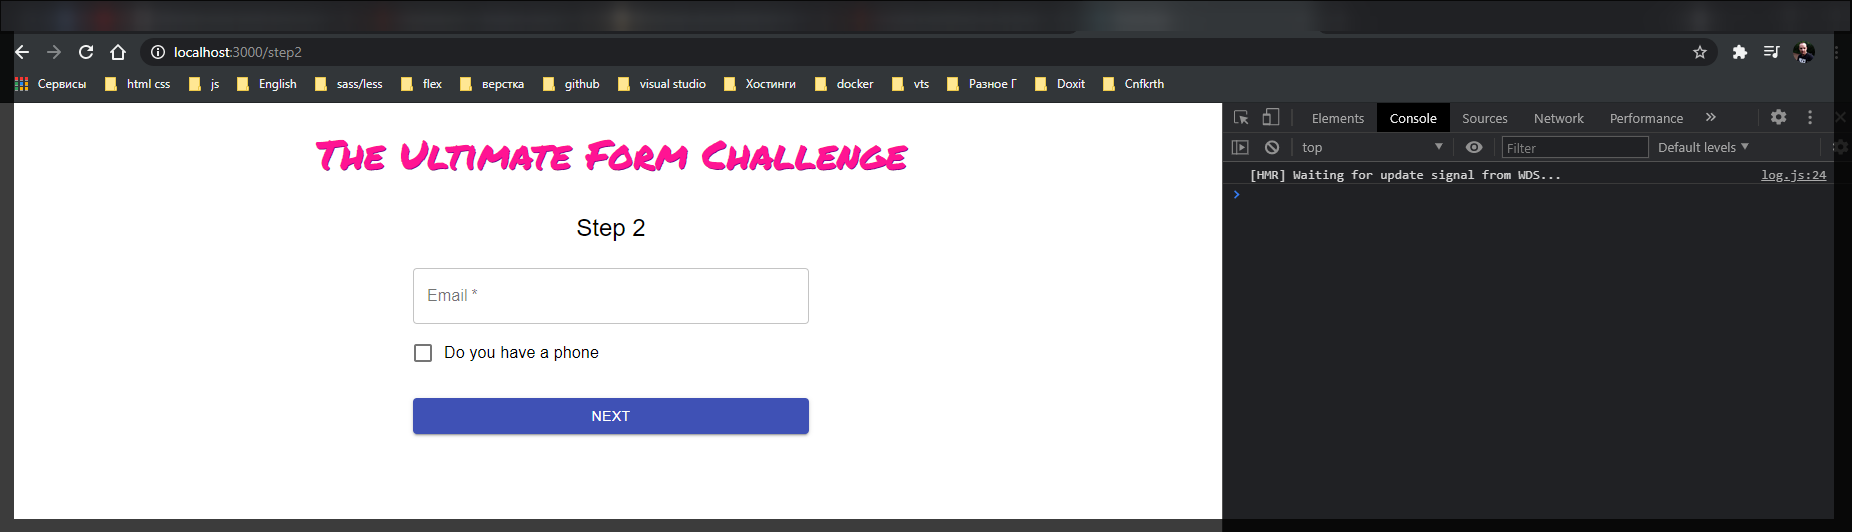 localhost:3000/step2
Сервисы html css js English sass/less flex верстка github visual studio Хостинги docker vts Разное Г Doxit Cnfkrth
Elements Console Sources Network Performance »
top Filter Default levels
[HMR] Waiting for update signal from WDS... log.js:24
The Ultimate Form Challenge
Step 2
Email *
Do you have a phone
NEXT